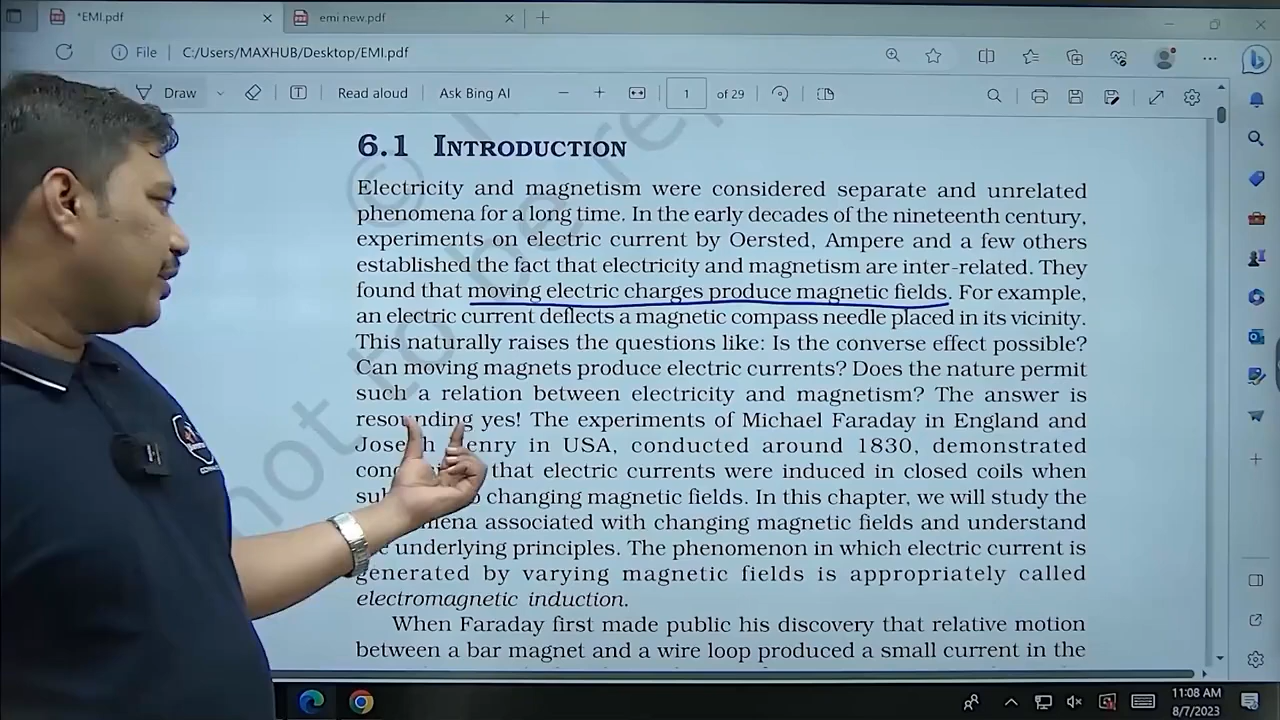 *EMI.pdf
emi new.pdf
File
C:/Users/MAXHUB/Desktop/EMI.pdf
Draw
Read aloud
Ask Bing AI
1
of 29
6.1 INTRODUCTION
Electricity and magnetism were considered separate and unrelated
phenomena for a long time. In the early decades of the nineteenth century,
experiments on electric current by Oersted, Ampere and a few others
established the fact that electricity and magnetism are inter-related. They
found that moving electric charges produce magnetic fields. For example,
an electric current deflects a magnetic compass needle placed in its vicinity.
This naturally raises the questions like: Is the converse effect possible?
Can moving magnets produce electric currents? Does the nature permit
such a relation between electricity and magnetism? The answer is
resounding yes! The experiments of Michael Faraday in England and
Joseph Henry in USA, conducted around 1830, demonstrated
that electric currents were induced in closed coils when
changing magnetic fields. In this chapter, we will study the
associated with changing magnetic fields and understand
underlying principles. The phenomenon in which electric current is
generated by varying magnetic fields is appropriately called
electromagnetic induction.
When Faraday first made public his discovery that relative motion
between a bar magnet and a wire loop produced a small current in the
© not to be
11:08 AM
8/7/2023